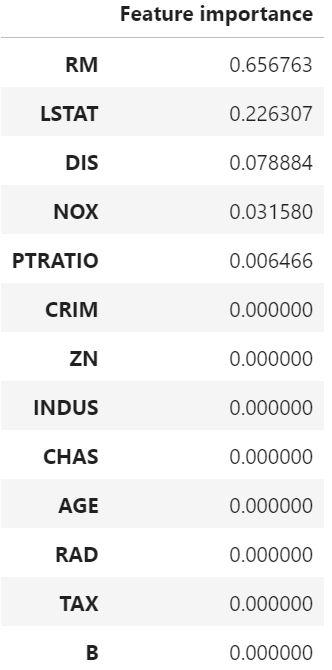 Feature importance
RM 0.656763
LSTAT 0.226307
DIS 0.078884
NOX 0.031580
PTRATIO 0.006466
CRIM 0.000000
ZN 0.000000
INDUS 0.000000
CHAS 0.000000
AGE 0.000000
RAD 0.000000
TAX 0.000000
B 0.000000